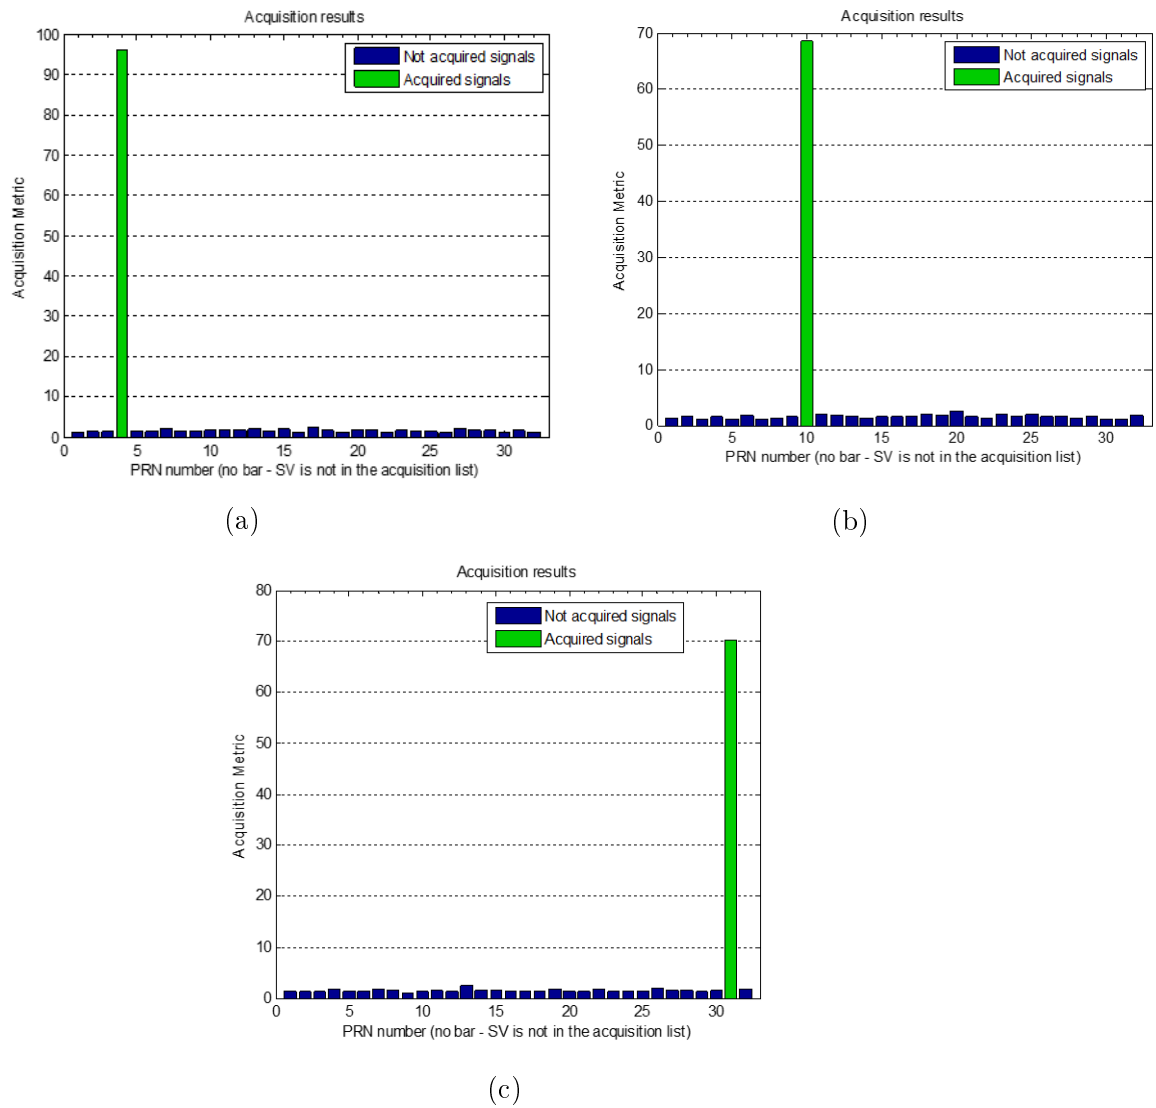 Acquisition results
100
90
80
70
60
50
40
30
20
10
0
Acquisition Metric
Not acquired signals
Acquired signals
0 5 10 15 20 25 30
PRN number (no bar - SV is not in the acquisition list)
(a)
Acquisition results
70
60
50
40
30
20
10
0
Acquisition Metric
Not acquired signals
Acquired signals
0 5 10 15 20 25 30
PRN number (no bar - SV is not in the acquisition list)
(b)
Acquisition results
80
70
60
50
40
30
20
10
0
Acquisition Metric
Not acquired signals
Acquired signals
0 5 10 15 20 25 30
PRN number (no bar - SV is not in the acquisition list)
(c)